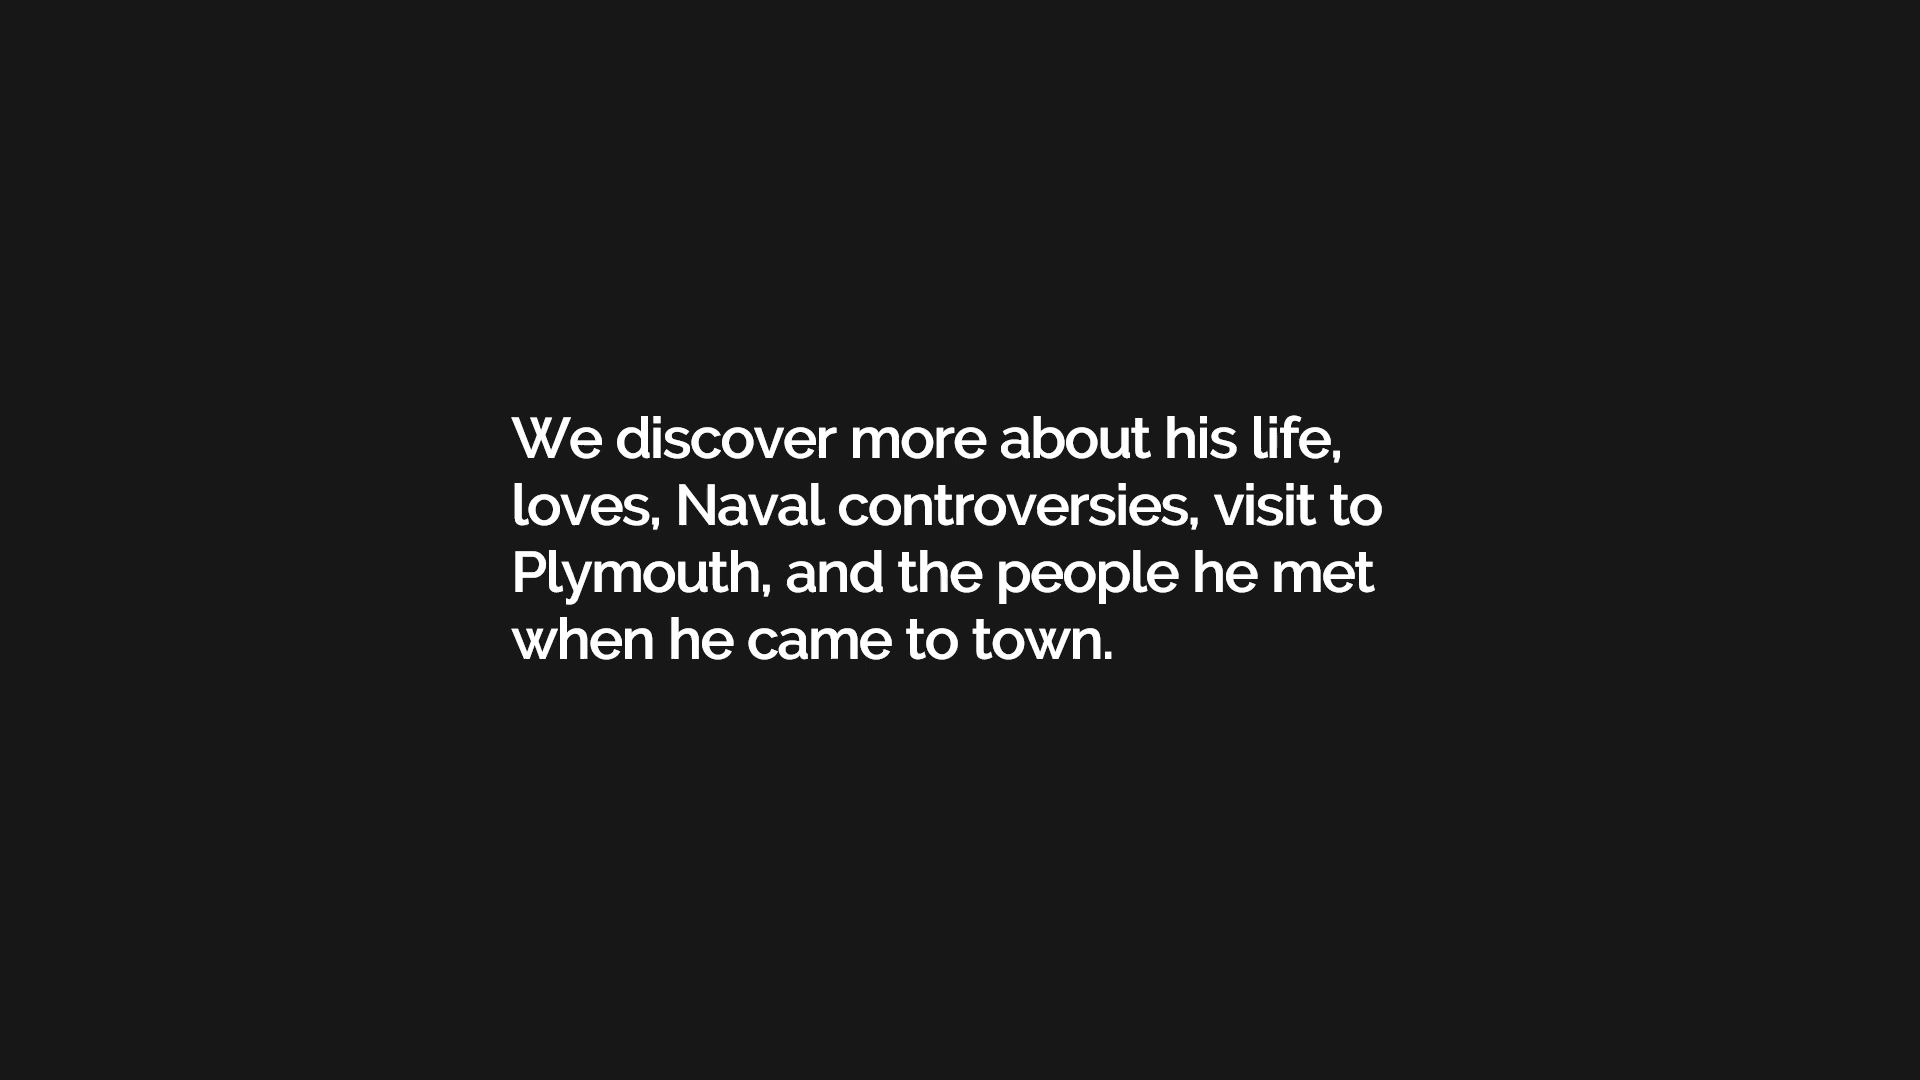 We discover more about his life,
loves, Naval controversies, visit to
Plymouth, and the people he met
when he came to town.